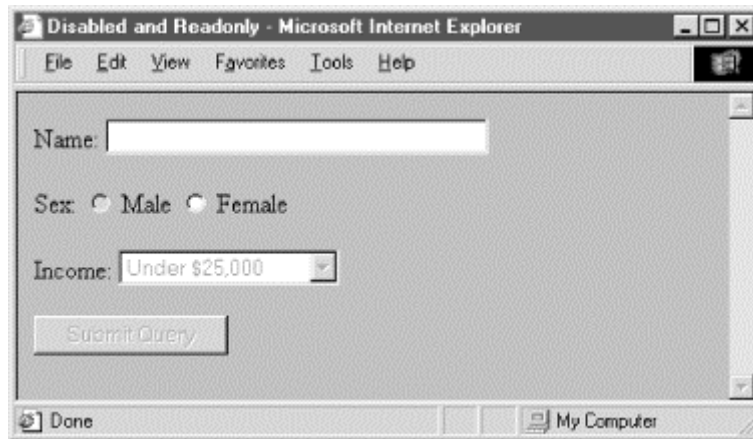 Disabled and Readonly - Microsoft Internet Explorer
File Edit View Favorites Tools Help
Name:
Sex: Male Female
Income: Under $25,000
Submit Query
Done My Computer